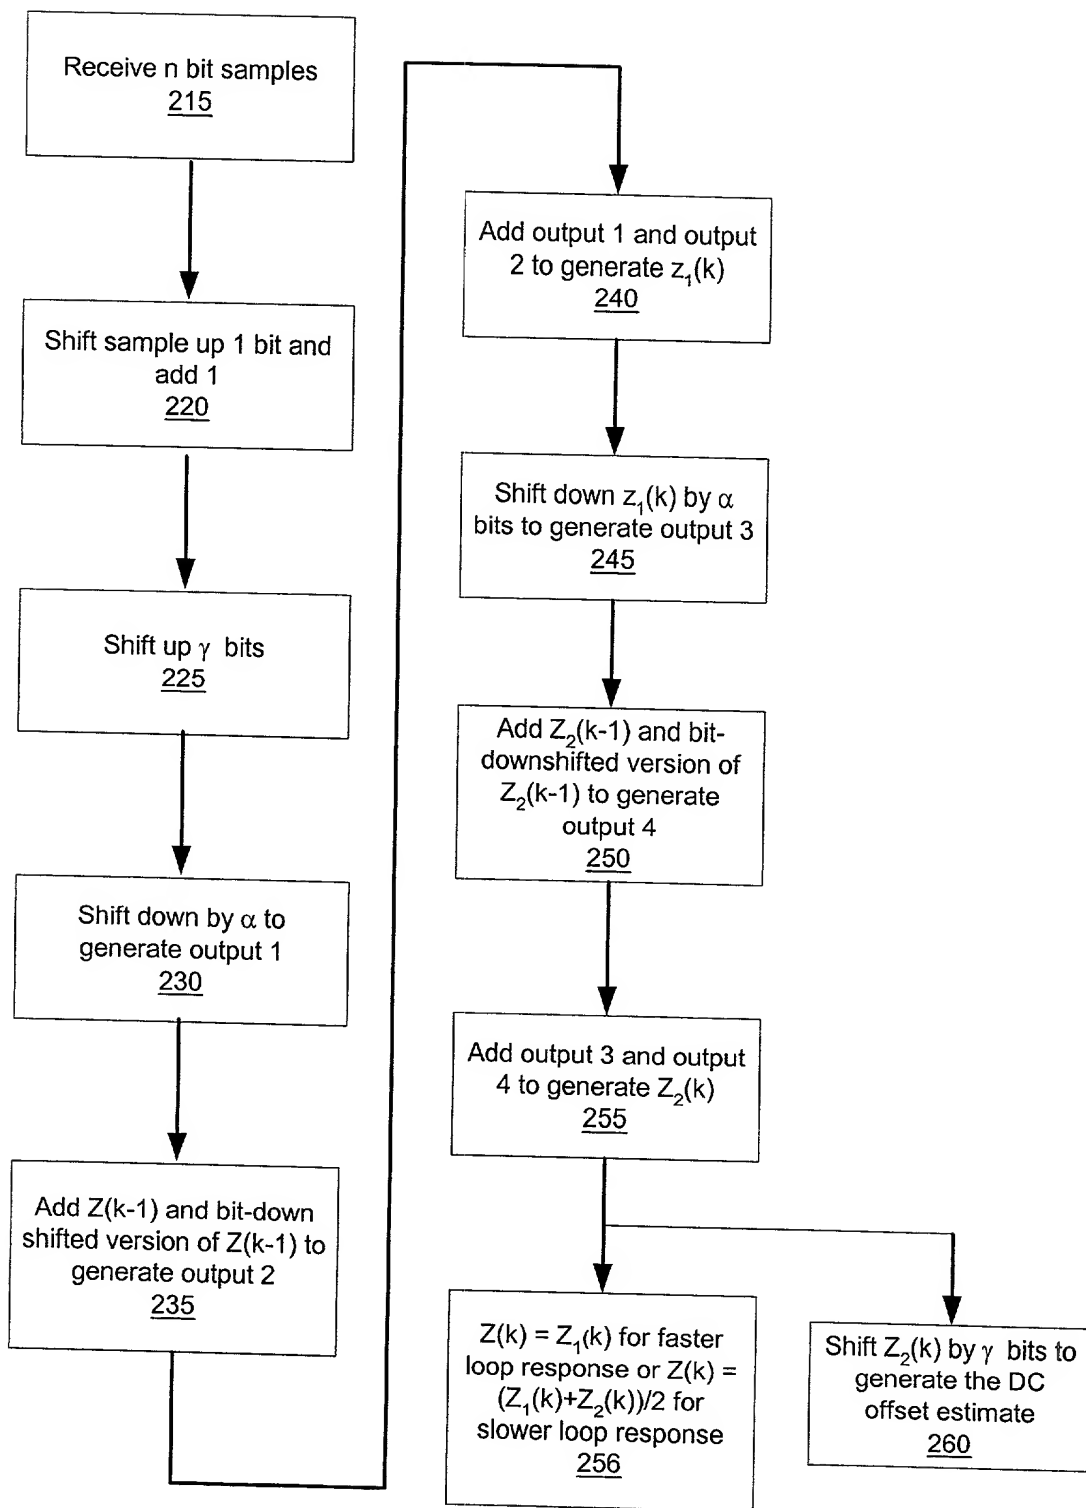 Receive n bit samples
215
Shift sample up 1 bit and
add 1
220
Shift up γ bits
225
Shift down by α to
generate output 1
230
Add Z(k-1) and bit-down
shifted version of Z(k-1) to
generate output 2
235
Add output 1 and output
2 to generate z₁(k)
240
Shift down z₁(k) by α
bits to generate output 3
245
Add Z₂(k-1) and bit-
downshifted version of
Z₂(k-1) to generate
output 4
250
Add output 3 and output
4 to generate Z₂(k)
255
Z(k) = Z₁(k) for faster
loop response or Z(k) =
(Z₁(k)+Z₂(k))/2 for
slower loop response
256
Shift Z₂(k) by γ bits to
generate the DC
offset estimate
260